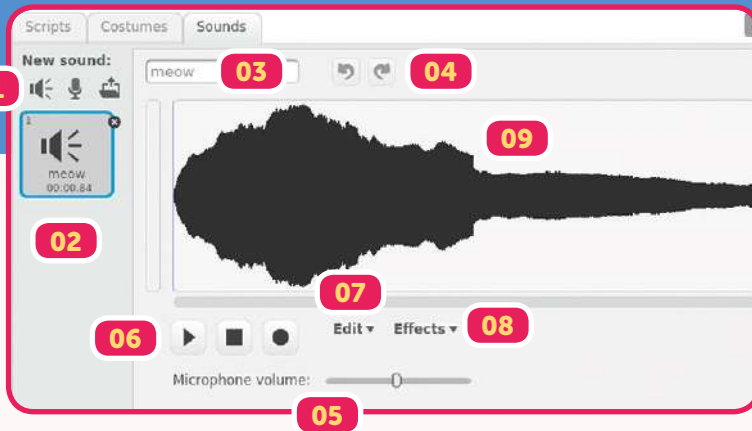 Scripts Costumes Sounds
New sound:
meow 03 04
1
meow
00:00.84
09
02
07
06 Edit Effects 08
Microphone volume:
05